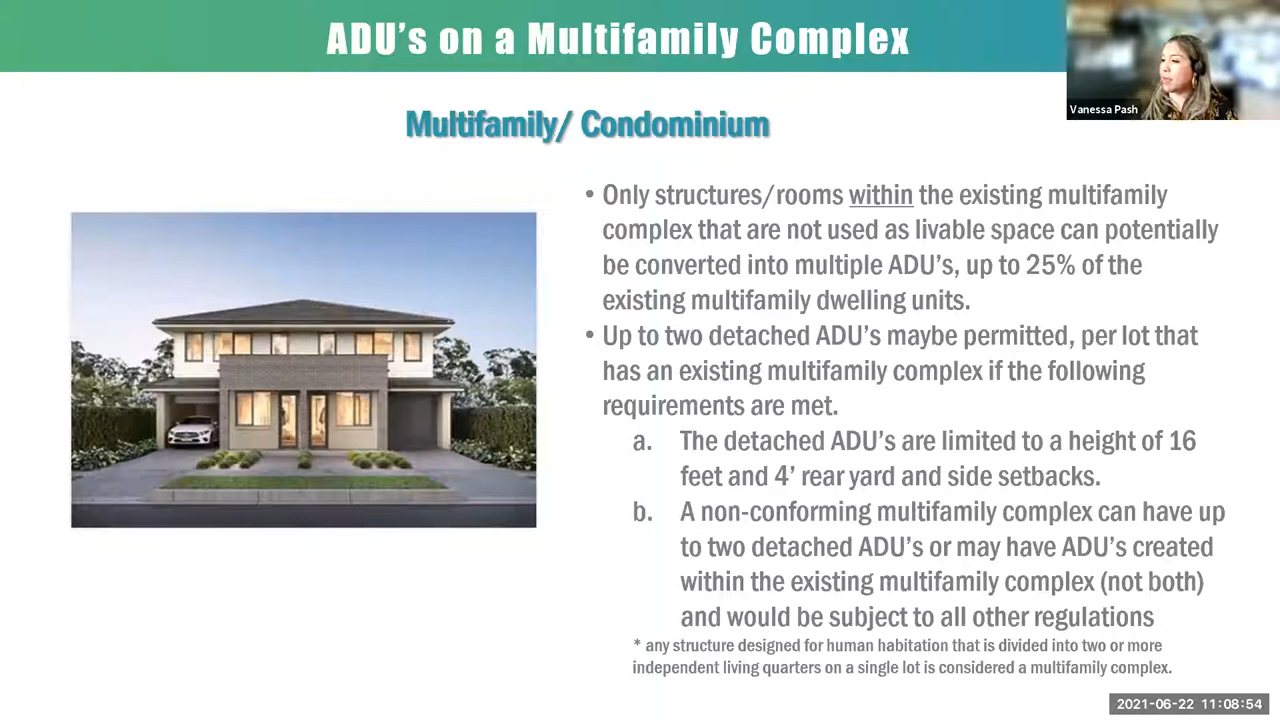 ADU's on a Multifamily Complex
Vanessa Pash
Multifamily/ Condominium
• Only structures/rooms within the existing multifamily
complex that are not used as livable space can potentially
be converted into multiple ADU's, up to 25% of the
existing multifamily dwelling units.
• Up to two detached ADU's maybe permitted, per lot that
has an existing multifamily complex if the following
requirements are met.
a. The detached ADU's are limited to a height of 16
feet and 4' rear yard and side setbacks.
b. A non-conforming multifamily complex can have up
to two detached ADU's or may have ADU's created
within the existing multifamily complex (not both)
and would be subject to all other regulations
* any structure designed for human habitation that is divided into two or more
independent living quarters on a single lot is considered a multifamily complex.
2021-06-22 11:08:54